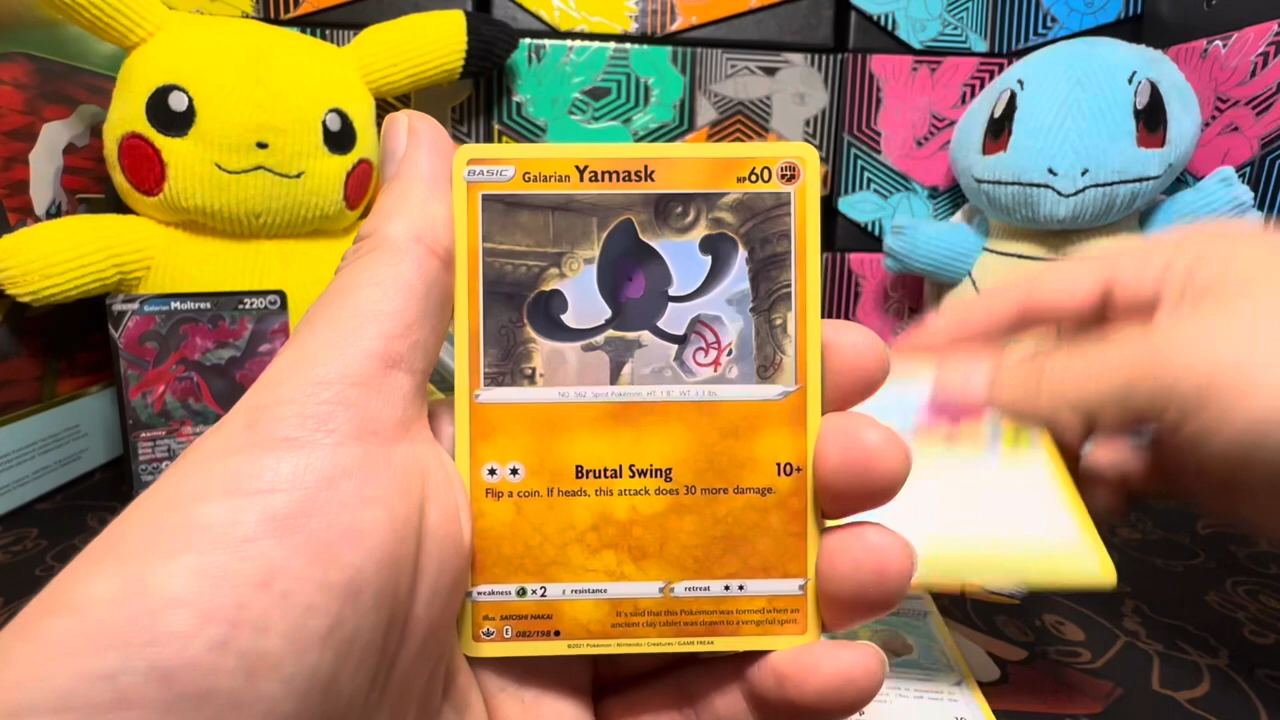 BASIC Galarian Yamask HP60
NO. 562 Spirit Pokémon HT: 1'8" WT: 3.3 lbs.
Brutal Swing 10+
Flip a coin. If heads, this attack does 30 more damage.
weakness ×2 resistance retreat
Illus. SATOSHI NAKAI
It's said that this Pokémon was formed when an
ancient clay tablet was drawn to a vengeful spirit.
E 082/198
©2021 Pokémon / Nintendo / Creatures / GAME FREAK
Galarian Moltres 220
Ability